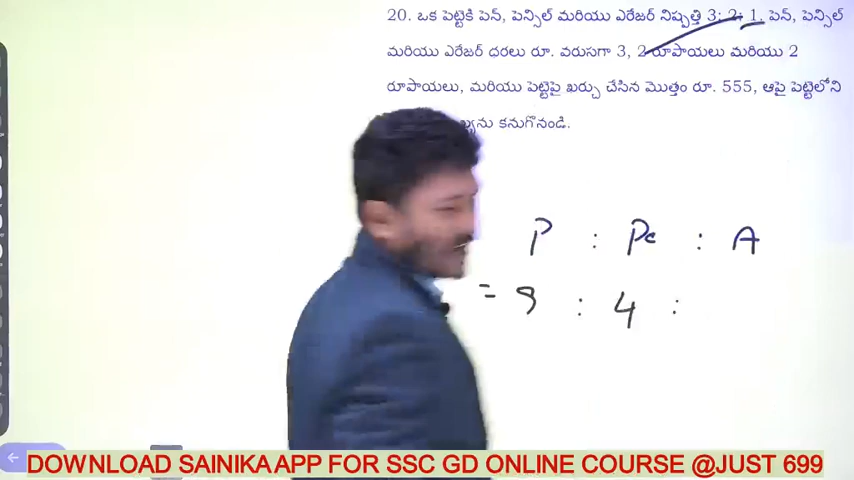 20. ఒక పెట్టెకి పెన్, పెన్సిల్ మరియు ఎరేజర్ నిష్పత్తి 3: 2: 1. పెన్, పెన్సిల్
మరియు ఎరేజర్ ధరలు రూ. వరుసగా 3, 2 రూపాయలు మరియు 2
రూపాయలు, మరియు పెట్టెపై ఖర్చు చేసిన మొత్తం రూ. 555, ఆపై పెట్టెలోని
కనుగొనండి.
P : Pc : A
= 9 : 4 :
DOWNLOAD SAINIKA APP FOR SSC GD ONLINE COURSE @JUST 699